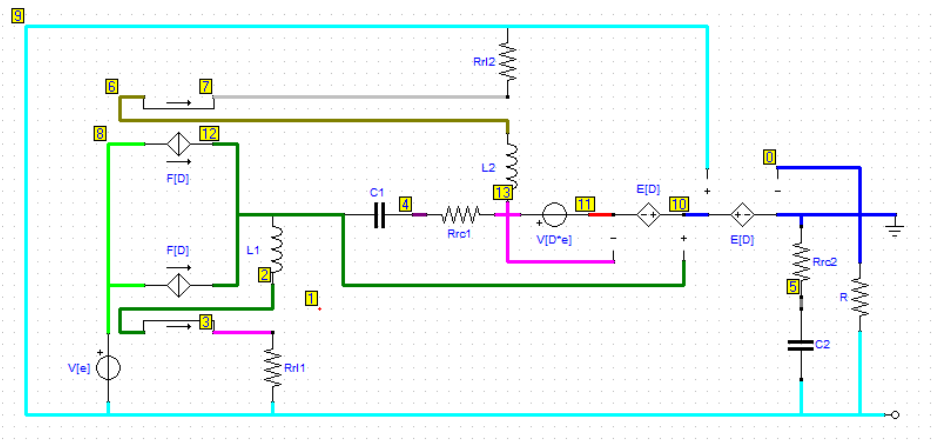 9
Rrl2
6
7
8
12
F[D]
0
L2
C1
13
E[D]
4
11
10
Rrc1
V[D*e]
E[D]
F[D]
L1
2
Rrc2
5
R
1
3
C2
V[e]
Rrl1